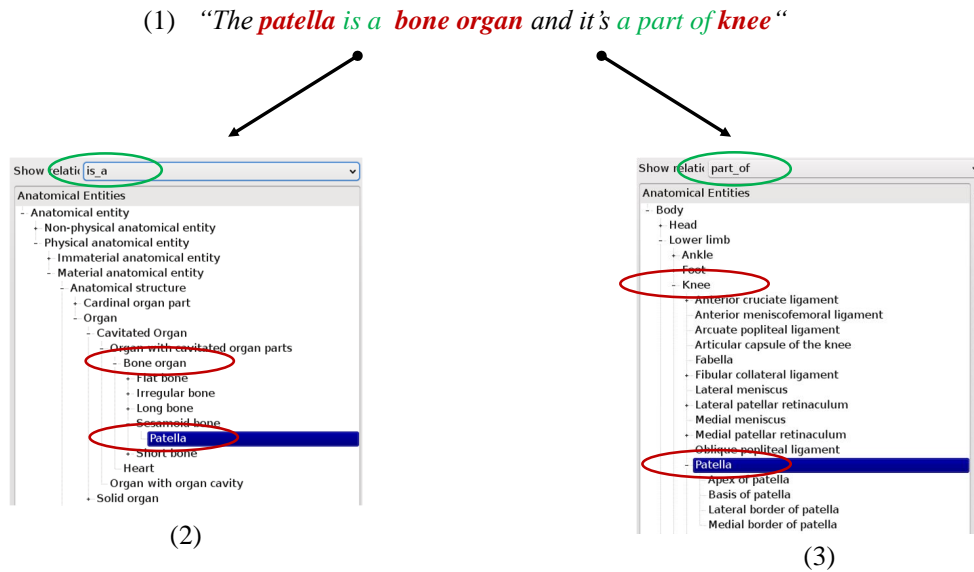 (1) “The patella is a bone organ and it's a part of knee“
Show relatic is_a
Anatomical Entities
- Anatomical entity
+ Non-physical anatomical entity
- Physical anatomical entity
+ Immaterial anatomical entity
- Material anatomical entity
- Anatomical structure
+ Cardinal organ part
- Organ
- Cavitated Organ
- Organ with cavitated organ parts
- Bone organ
+ Flat bone
+ Irregular bone
+ Long bone
- Sesamoid bone
Patella
+ Short bone
Heart
Organ with organ cavity
+ Solid organ
(2)
Show relatic part_of
Anatomical Entities
- Body
+ Head
- Lower limb
+ Ankle
+ Foot
- Knee
+ Anterior cruciate ligament
Anterior meniscofemoral ligament
Arcuate popliteal ligament
Articular capsule of the knee
Fabella
+ Fibular collateral ligament
Lateral meniscus
+ Lateral patellar retinaculum
Medial meniscus
+ Medial patellar retinaculum
Oblique popliteal ligament
- Patella
Apex of patella
Basis of patella
Lateral border of patella
Medial border of patella
(3)